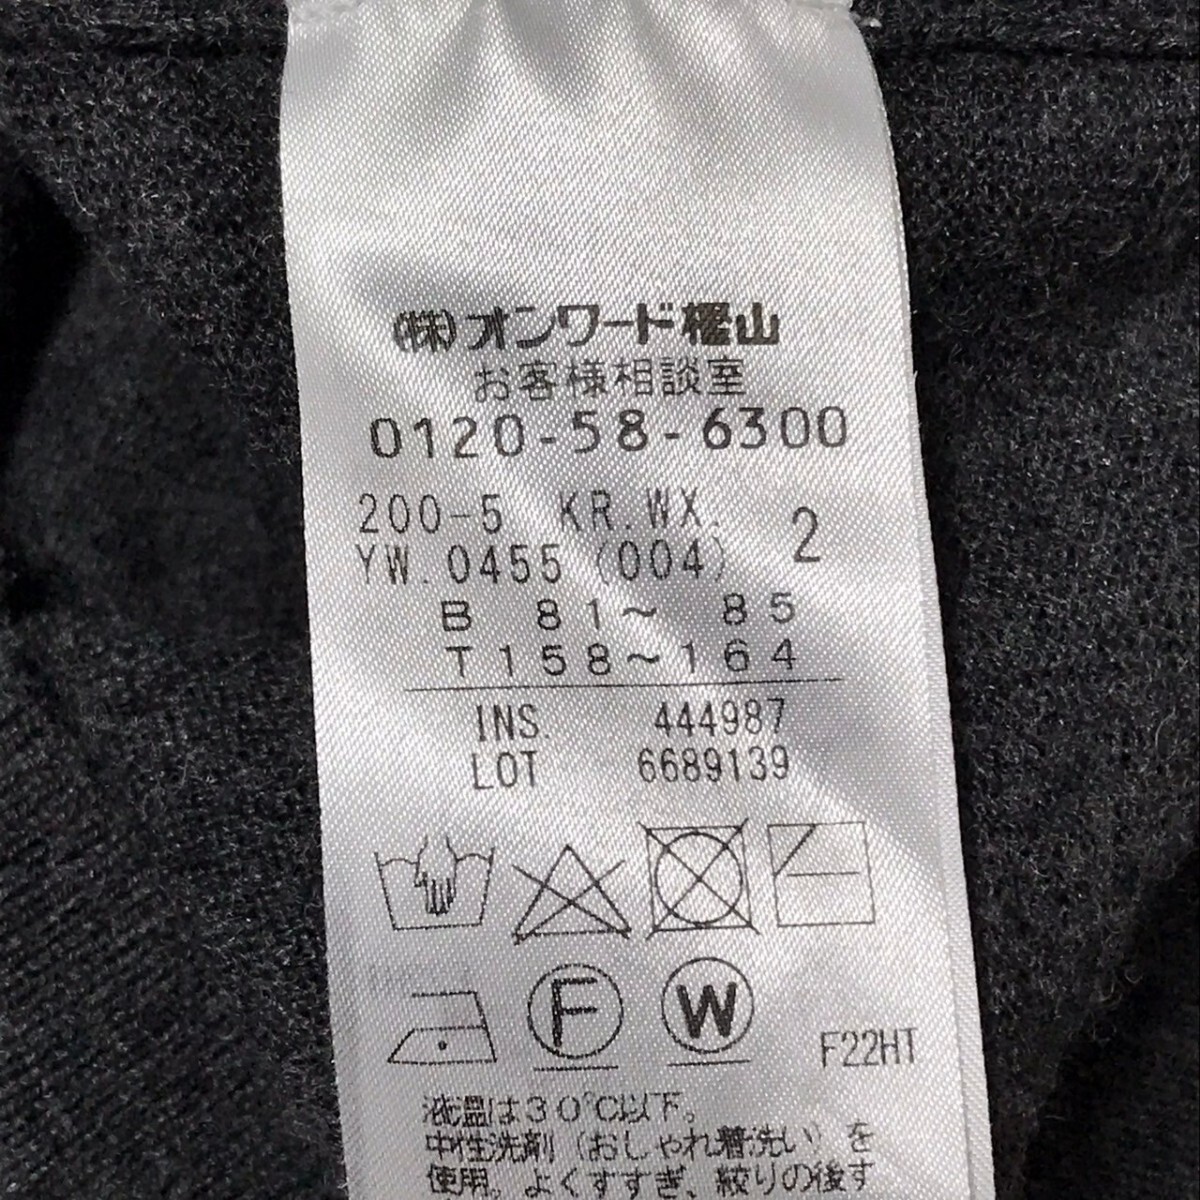 (株)オンワード樫山
お客様相談室
0120-58-6300
200-5 KR.WX. 2
YW.0455 (004)
B 81~ 85
T158~164
INS. 444987
LOT 6689139
F W F22HT
液温は30℃以下。
中性洗剤(おしゃれ着洗い)を
使用。よくすすぎ、絞りの後す